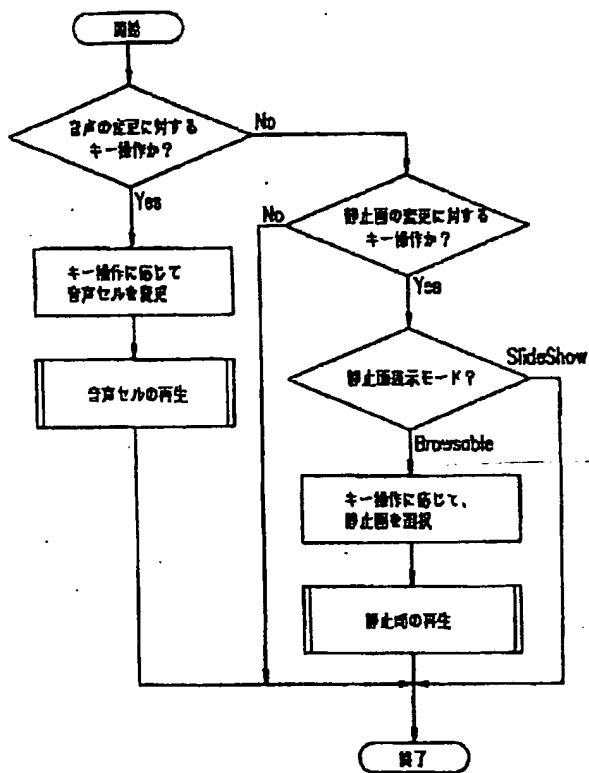 開始
音声の変更に対する
キー操作か？
No
Yes
静止画の変更に対する
キー操作か？
No
Yes
キー操作に応じて
音声セルを変更
静止画表示モード？
SlideShow
音声セルの再生
Browsable
キー操作に応じて、
静止画を選択
静止画の再生
終了